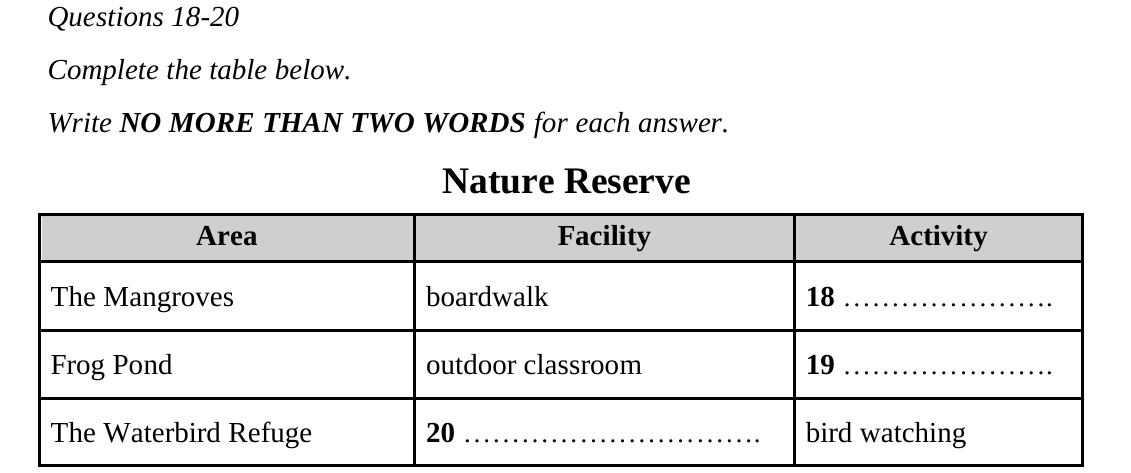 Questions 18-20
Complete the table below.
Write NO MORE THAN TWO WORDS for each answer.
Nature Reserve
Area Facility Activity
The Mangroves boardwalk 18 ………………….
Frog Pond outdoor classroom 19 ………………….
The Waterbird Refuge 20 …………………………. bird watching